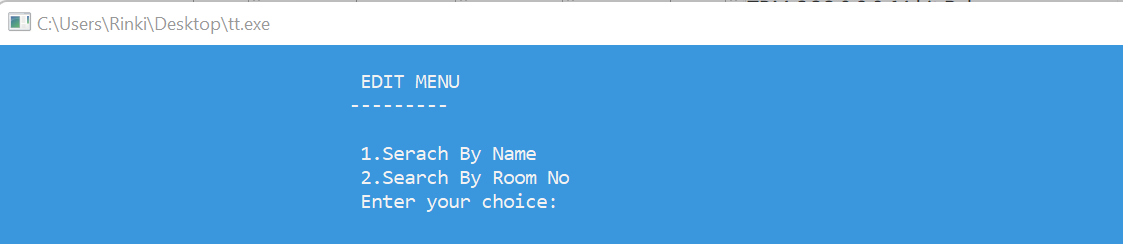 C:\Users\Rinki\Desktop\tt.exe
EDIT MENU
---------
1.Serach By Name
2.Search By Room No
Enter your choice: